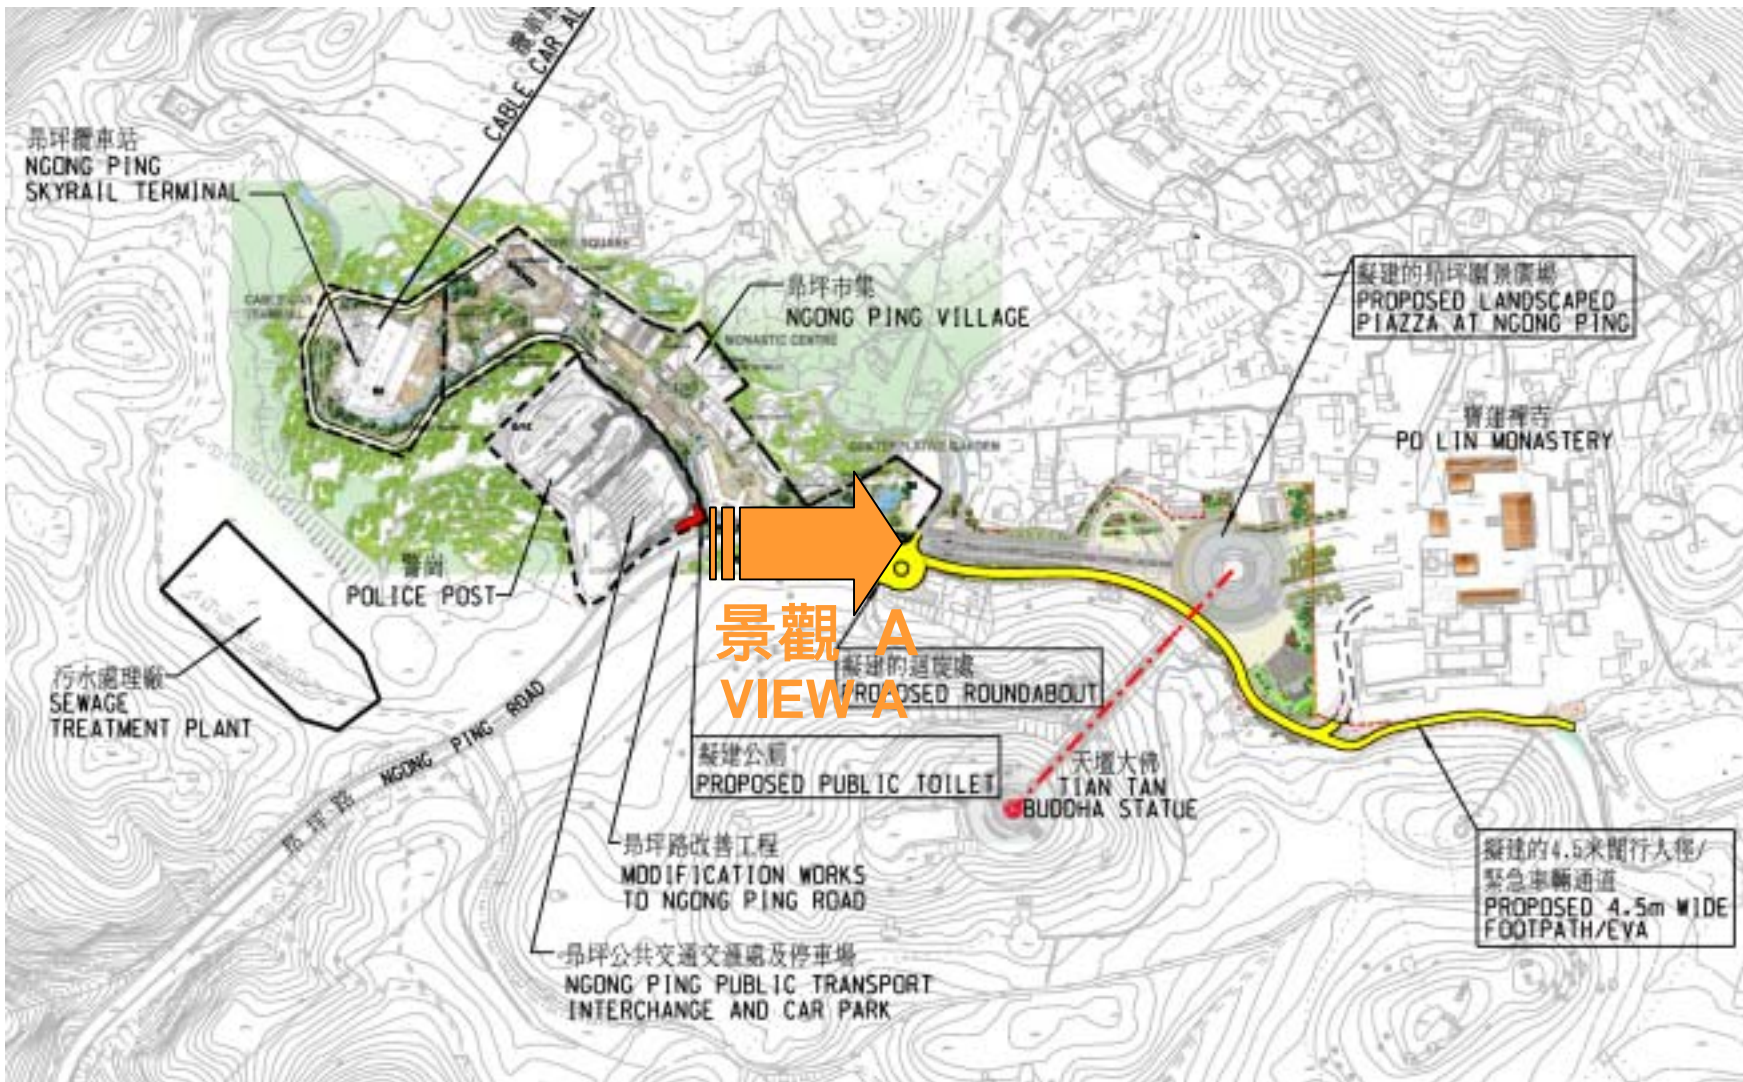 CABLE CAR AL
昂坪纜車站
NGONG PING
SKYRAIL TERMINAL
SQUARE
昂坪市集
NGONG PING VILLAGE
MONASTIC CENTRE
擬建的昂坪園景廣場
PROPOSED LANDSCAPED
PIAZZA AT NGONG PING
寶蓮禪寺
PO LIN MONASTERY
警崗
POLICE POST
景觀 A
VIEW A
擬建的迴旋處
PROPOSED ROUNDABOUT
污水處理廠
SEWAGE
TREATMENT PLANT
昂坪路 NGONG PING ROAD
擬建公廁
PROPOSED PUBLIC TOILET
天壇大佛
TIAN TAN
BUDDHA STATUE
昂坪路改善工程
MODIFICATION WORKS
TO NGONG PING ROAD
擬建的4.5米闊行人徑/
緊急車輛通道
PROPOSED 4.5m WIDE
FOOTPATH/EVA
昂坪公共交通交匯處及停車場
NGONG PING PUBLIC TRANSPORT
INTERCHANGE AND CAR PARK